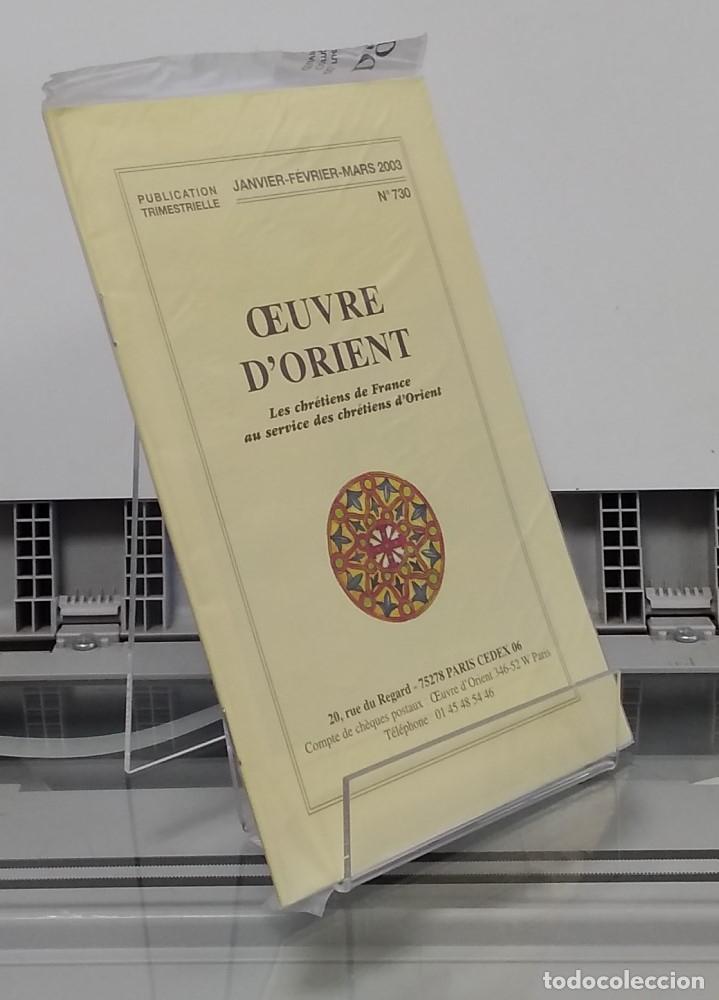 PUBLICATION
TRIMESTRIELLE
JANVIER-FÉVRIER-MARS 2003
N° 730
ŒUVRE
D'ORIENT
Les chrétiens de France
au service des chrétiens d'Orient
20, rue du Regard - 75278 PARIS CEDEX 06
Compte de chèques postaux Œuvre d'Orient 346-52 W Paris
Téléphone 01 45 48 54 46
todocoleccion